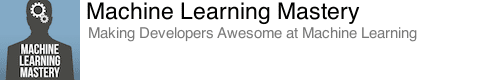 MACHINE
LEARNING
MASTERY
Machine Learning Mastery
Making Developers Awesome at Machine Learning